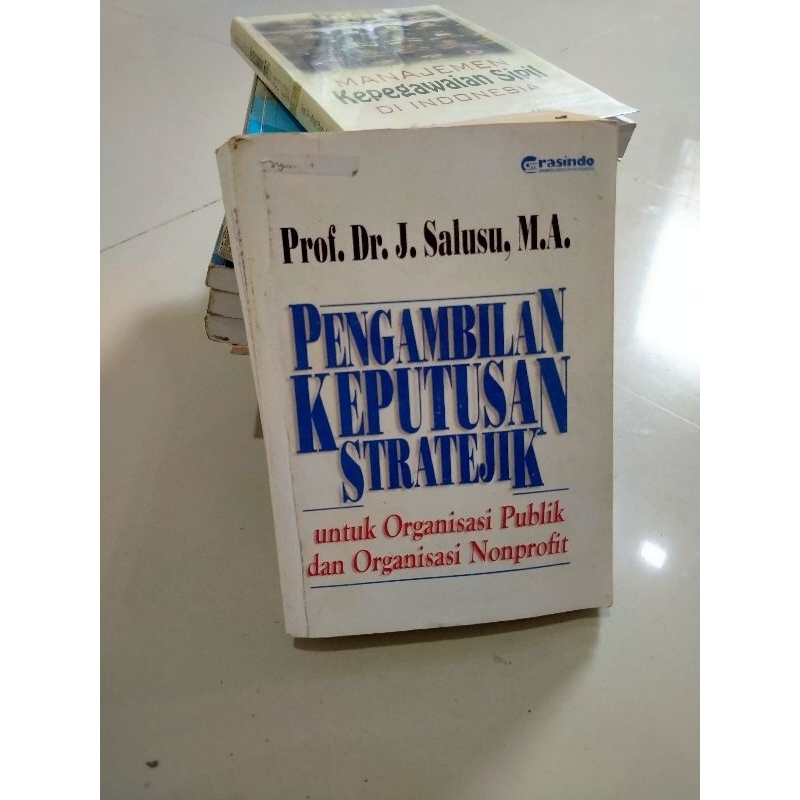 MANAJEMEN
Kepegawaian Sipil
DI INDONESIA
Grasindo
Prof. Dr. J. Salusu, M.A.
PENGAMBILAN
KEPUTUSAN
STRATEJIK
untuk Organisasi Publik
dan Organisasi Nonprofit